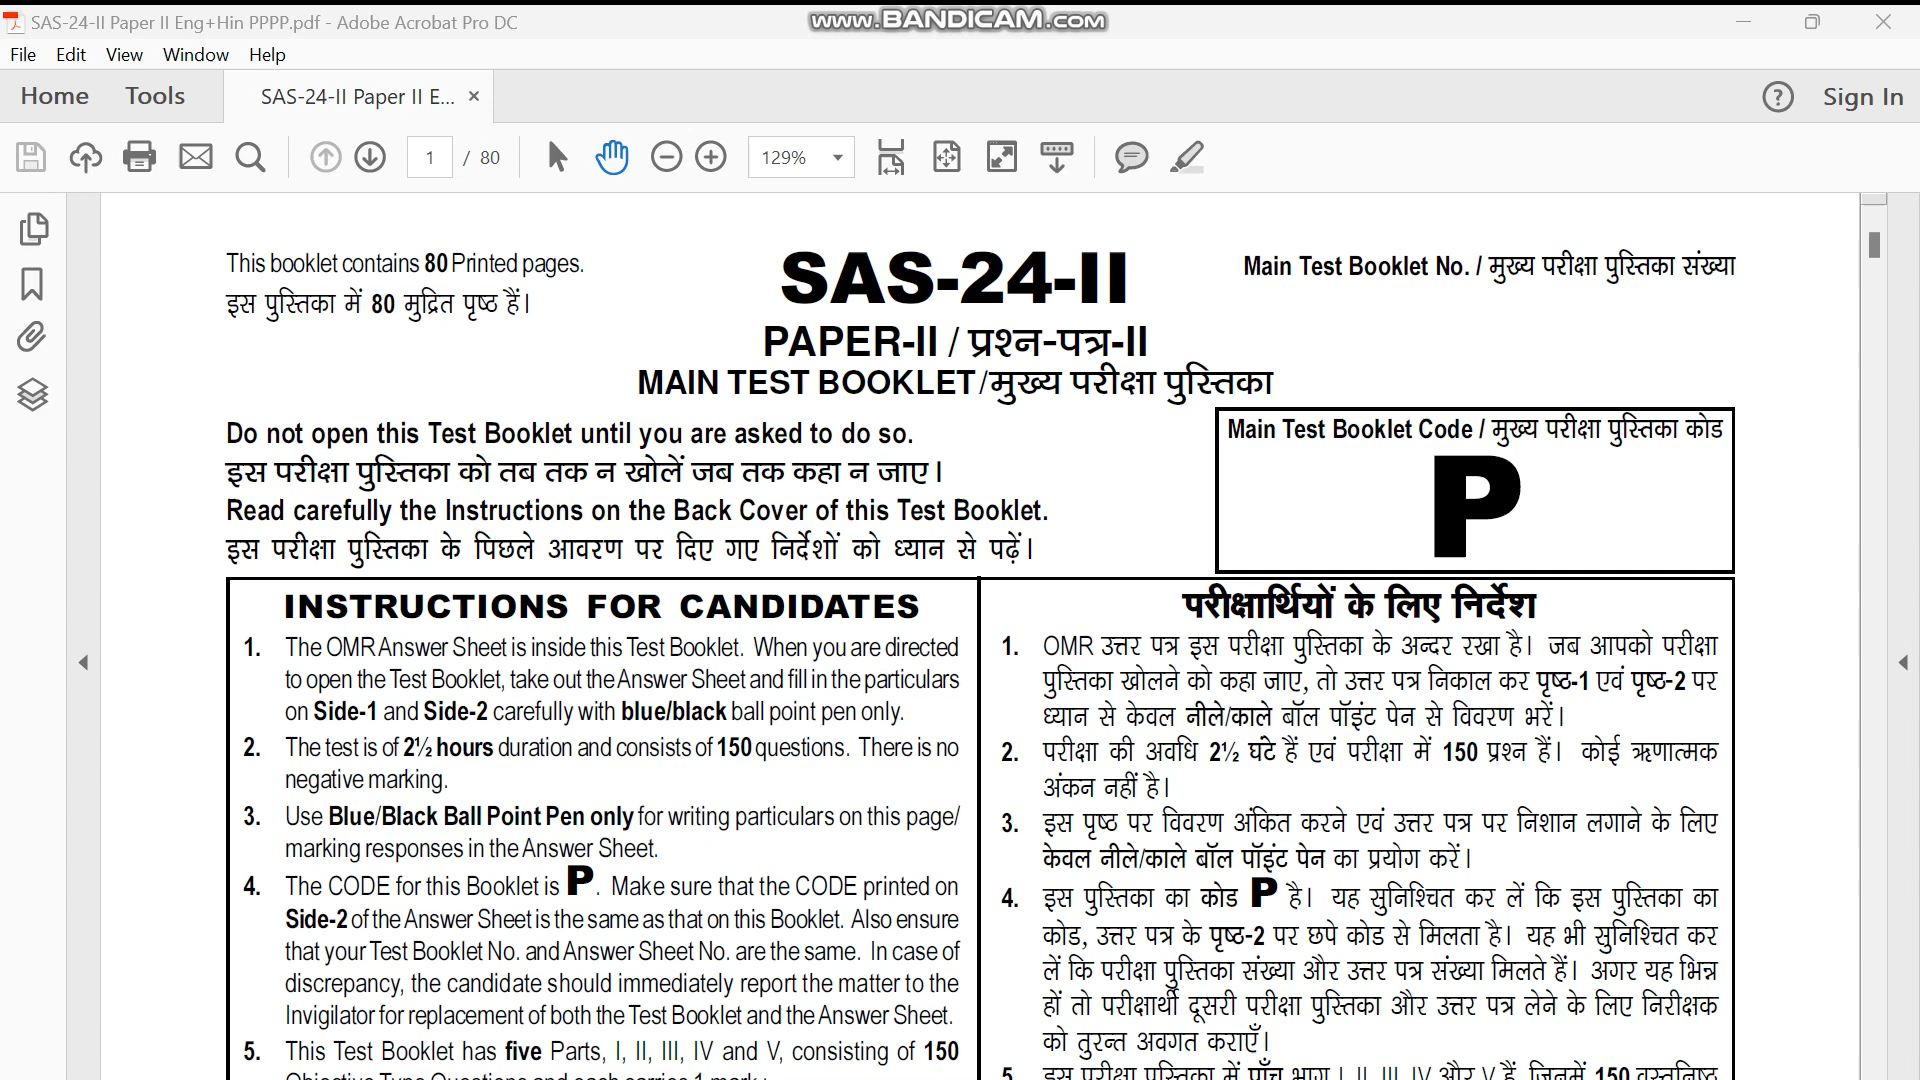 SAS-24-II Paper II Eng+Hin PPPP.pdf - Adobe Acrobat Pro DC
www.BANDICAM.com
File Edit View Window Help
Home Tools SAS-24-II Paper II E... × Sign In
1 / 80 129%
This booklet contains 80 Printed pages.
इस पुस्तिका में 80 मुद्रित पृष्ठ हैं।
SAS-24-II
PAPER-II / प्रश्न-पत्र-II
MAIN TEST BOOKLET/मुख्य परीक्षा पुस्तिका
Main Test Booklet No. / मुख्य परीक्षा पुस्तिका संख्या
Do not open this Test Booklet until you are asked to do so.
इस परीक्षा पुस्तिका को तब तक न खोलें जब तक कहा न जाए।
Read carefully the Instructions on the Back Cover of this Test Booklet.
इस परीक्षा पुस्तिका के पिछले आवरण पर दिए गए निर्देशों को ध्यान से पढ़ें।
Main Test Booklet Code / मुख्य परीक्षा पुस्तिका कोड
P
INSTRUCTIONS FOR CANDIDATES
1. The OMR Answer Sheet is inside this Test Booklet. When you are directed
to open the Test Booklet, take out the Answer Sheet and fill in the particulars
on Side-1 and Side-2 carefully with blue/black ball point pen only.
2. The test is of 2½ hours duration and consists of 150 questions. There is no
negative marking.
3. Use Blue/Black Ball Point Pen only for writing particulars on this page/
marking responses in the Answer Sheet.
4. The CODE for this Booklet is P. Make sure that the CODE printed on
Side-2 of the Answer Sheet is the same as that on this Booklet. Also ensure
that your Test Booklet No. and Answer Sheet No. are the same. In case of
discrepancy, the candidate should immediately report the matter to the
Invigilator for replacement of both the Test Booklet and the Answer Sheet.
5. This Test Booklet has five Parts, I, II, III, IV and V, consisting of 150
Objective Type Questions and each carries 1 mark :
परीक्षार्थियों के लिए निर्देश
1. OMR उत्तर पत्र इस परीक्षा पुस्तिका के अन्दर रखा है। जब आपको परीक्षा
पुस्तिका खोलने को कहा जाए, तो उत्तर पत्र निकाल कर पृष्ठ-1 एवं पृष्ठ-2 पर
ध्यान से केवल नीले/काले बॉल पॉइंट पेन से विवरण भरें।
2. परीक्षा की अवधि 2½ घंटे हैं एवं परीक्षा में 150 प्रश्न हैं। कोई ऋणात्मक
अंकन नहीं है।
3. इस पृष्ठ पर विवरण अंकित करने एवं उत्तर पत्र पर निशान लगाने के लिए
केवल नीले/काले बॉल पॉइंट पेन का प्रयोग करें।
4. इस पुस्तिका का कोड P है। यह सुनिश्चित कर लें कि इस पुस्तिका का
कोड, उत्तर पत्र के पृष्ठ-2 पर छपे कोड से मिलता है। यह भी सुनिश्चित कर
लें कि परीक्षा पुस्तिका संख्या और उत्तर पत्र संख्या मिलते हैं। अगर यह भिन्न
हों तो परीक्षार्थी दूसरी परीक्षा पुस्तिका और उत्तर पत्र लेने के लिए निरीक्षक
को तुरन्त अवगत कराएँ।
5. इस परीक्षा पुस्तिका में पाँच भाग I, II, III, IV और V हैं, जिनमें 150 वस्तुनिष्ठ